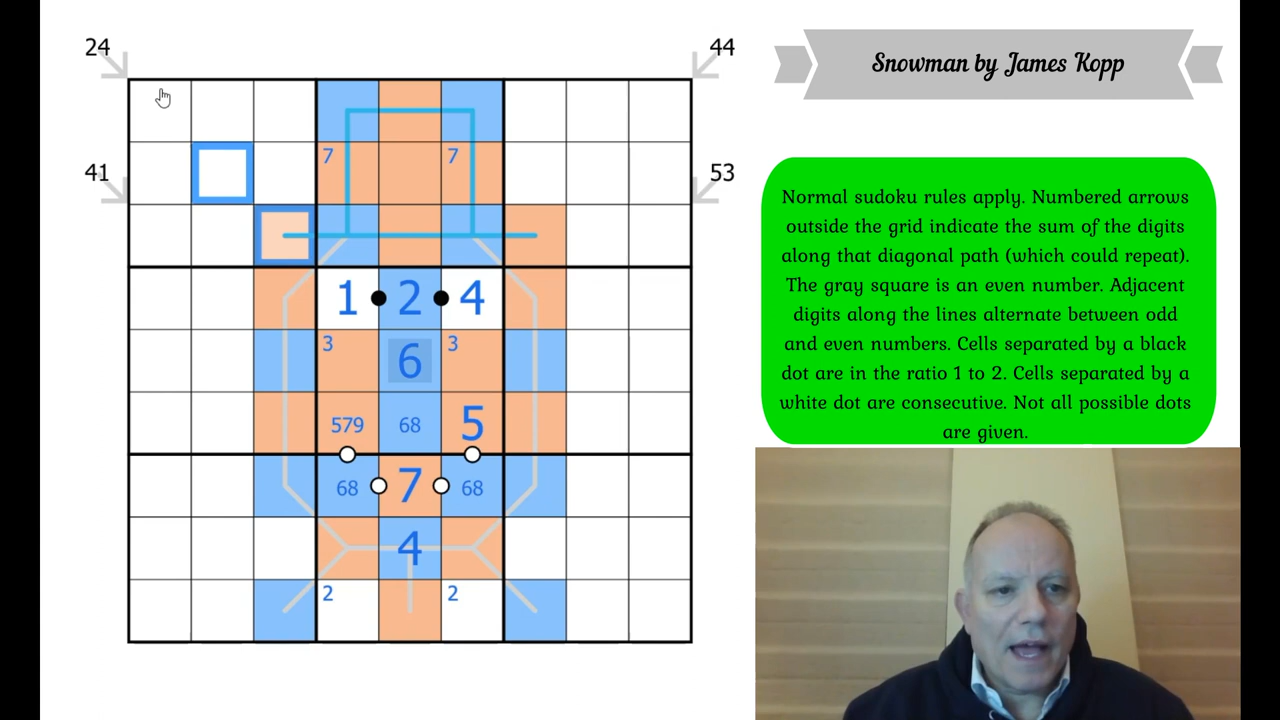 24
44
Snowman by James Kopp
7 7
41
53
Normal sudoku rules apply. Numbered arrows
outside the grid indicate the sum of the digits
along that diagonal path (which could repeat).
The gray square is an even number. Adjacent
digits along the lines alternate between odd
and even numbers. Cells separated by a black
dot are in the ratio 1 to 2. Cells separated by a
white dot are consecutive. Not all possible dots
are given.
1 2 4
3 6 3
579 68 5
68 7 68
4
2 2